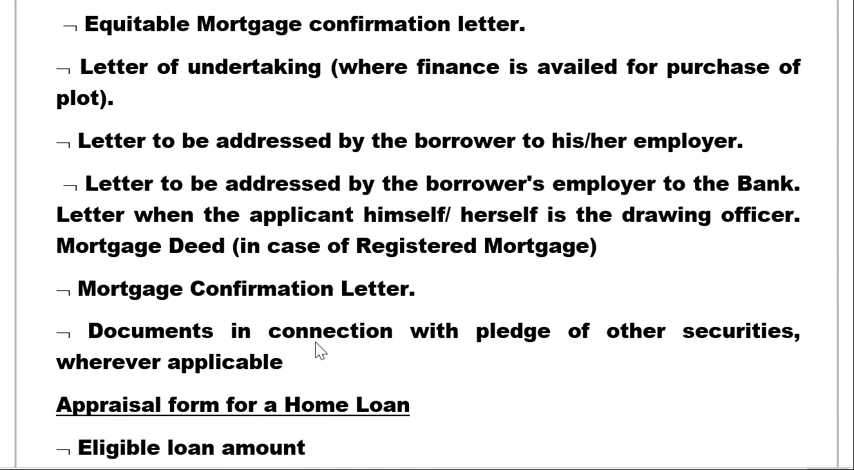 ¬ Equitable Mortgage confirmation letter.
¬ Letter of undertaking (where finance is availed for purchase of
plot).
¬ Letter to be addressed by the borrower to his/her employer.
¬ Letter to be addressed by the borrower's employer to the Bank.
Letter when the applicant himself/ herself is the drawing officer.
Mortgage Deed (in case of Registered Mortgage)
¬ Mortgage Confirmation Letter.
¬ Documents in connection with pledge of other securities,
wherever applicable
Appraisal form for a Home Loan
¬ Eligible loan amount